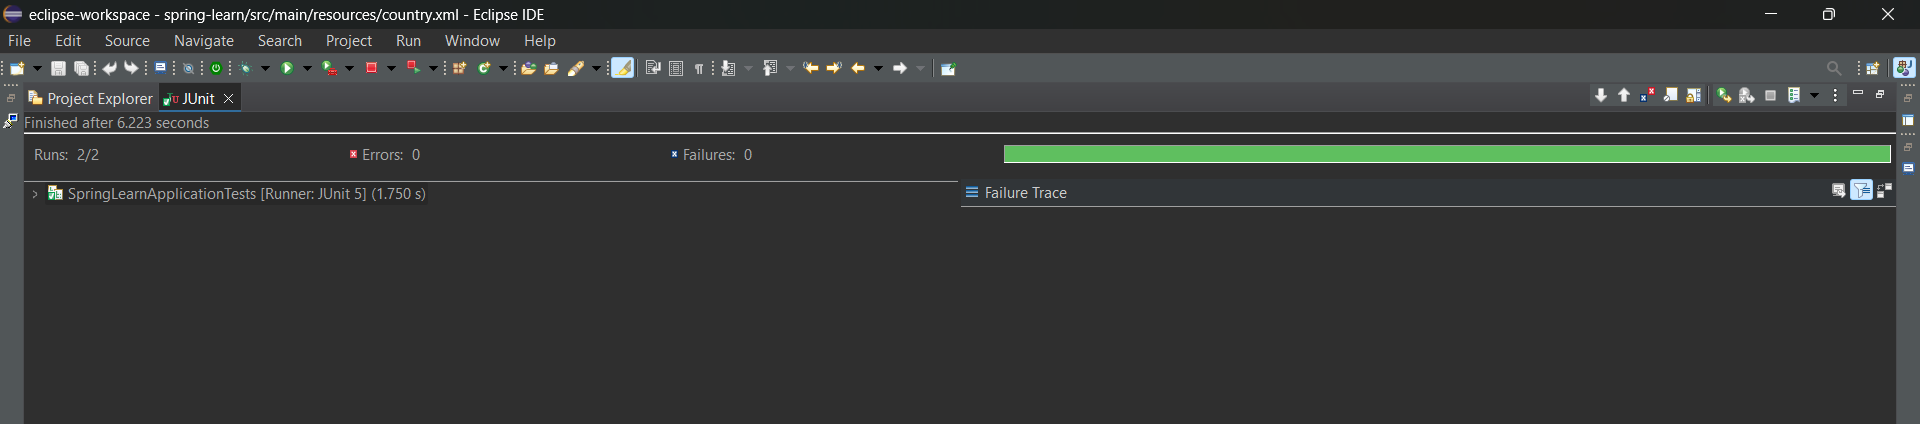 eclipse-workspace - spring-learn/src/main/resources/country.xml - Eclipse IDE
File Edit Source Navigate Search Project Run Window Help
Project Explorer JUnit
Finished after 6.223 seconds
Runs: 2/2 Errors: 0 Failures: 0
SpringLearnApplicationTests [Runner: JUnit 5] (1.750 s) Failure Trace